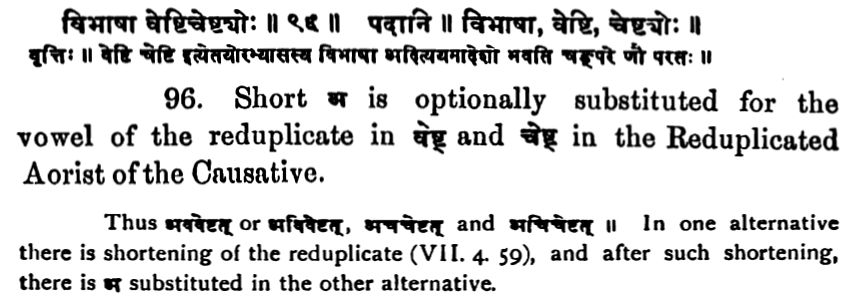 विभाषा वेष्टिचेष्ट्योः ॥ ९६ ॥ पदानि ॥ विभाषा, वेष्टि, चेष्ट्योः ॥
वृत्तिः ॥ वेष्टि चेष्टि इत्येतयोरभ्यासस्य विभाषा अदित्ययमादेशो भवति चङ्परे णौ परतः ॥
96. Short अ is optionally substituted for the
vowel of the reduplicate in वेष्ट् and चेष्ट् in the Reduplicated
Aorist of the Causative.
Thus अववेष्टत् or अविवेष्टत्, अचचेष्टत् and अचिचेष्टत् ॥ In one alternative
there is shortening of the reduplicate (VII. 4. 59), and after such shortening,
there is अ substituted in the other alternative.